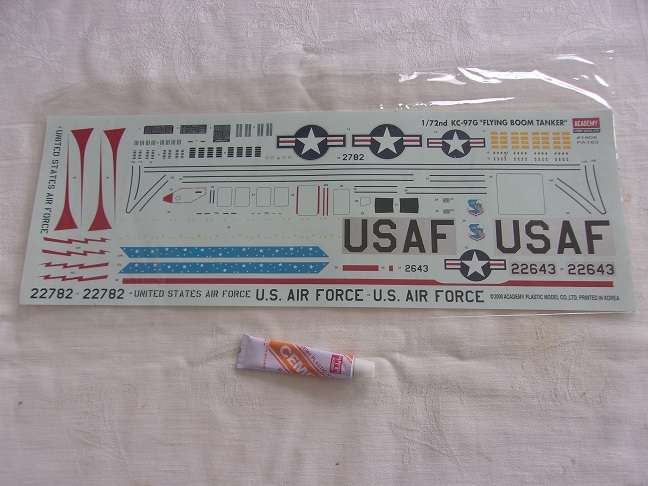 1/72nd KC-97G "FLYING BOOM TANKER"
ACADEMY
UNITED STATES AIR FORCE
- 2782
USAF
USAF
- 2643
22643 - 22643
22782 - 22782
- UNITED STATES AIR FORCE
U.S. AIR FORCE - U.S. AIR FORCE
©2000 ACADEMY PLASTIC MODEL CO., LTD. PRINTED IN KOREA